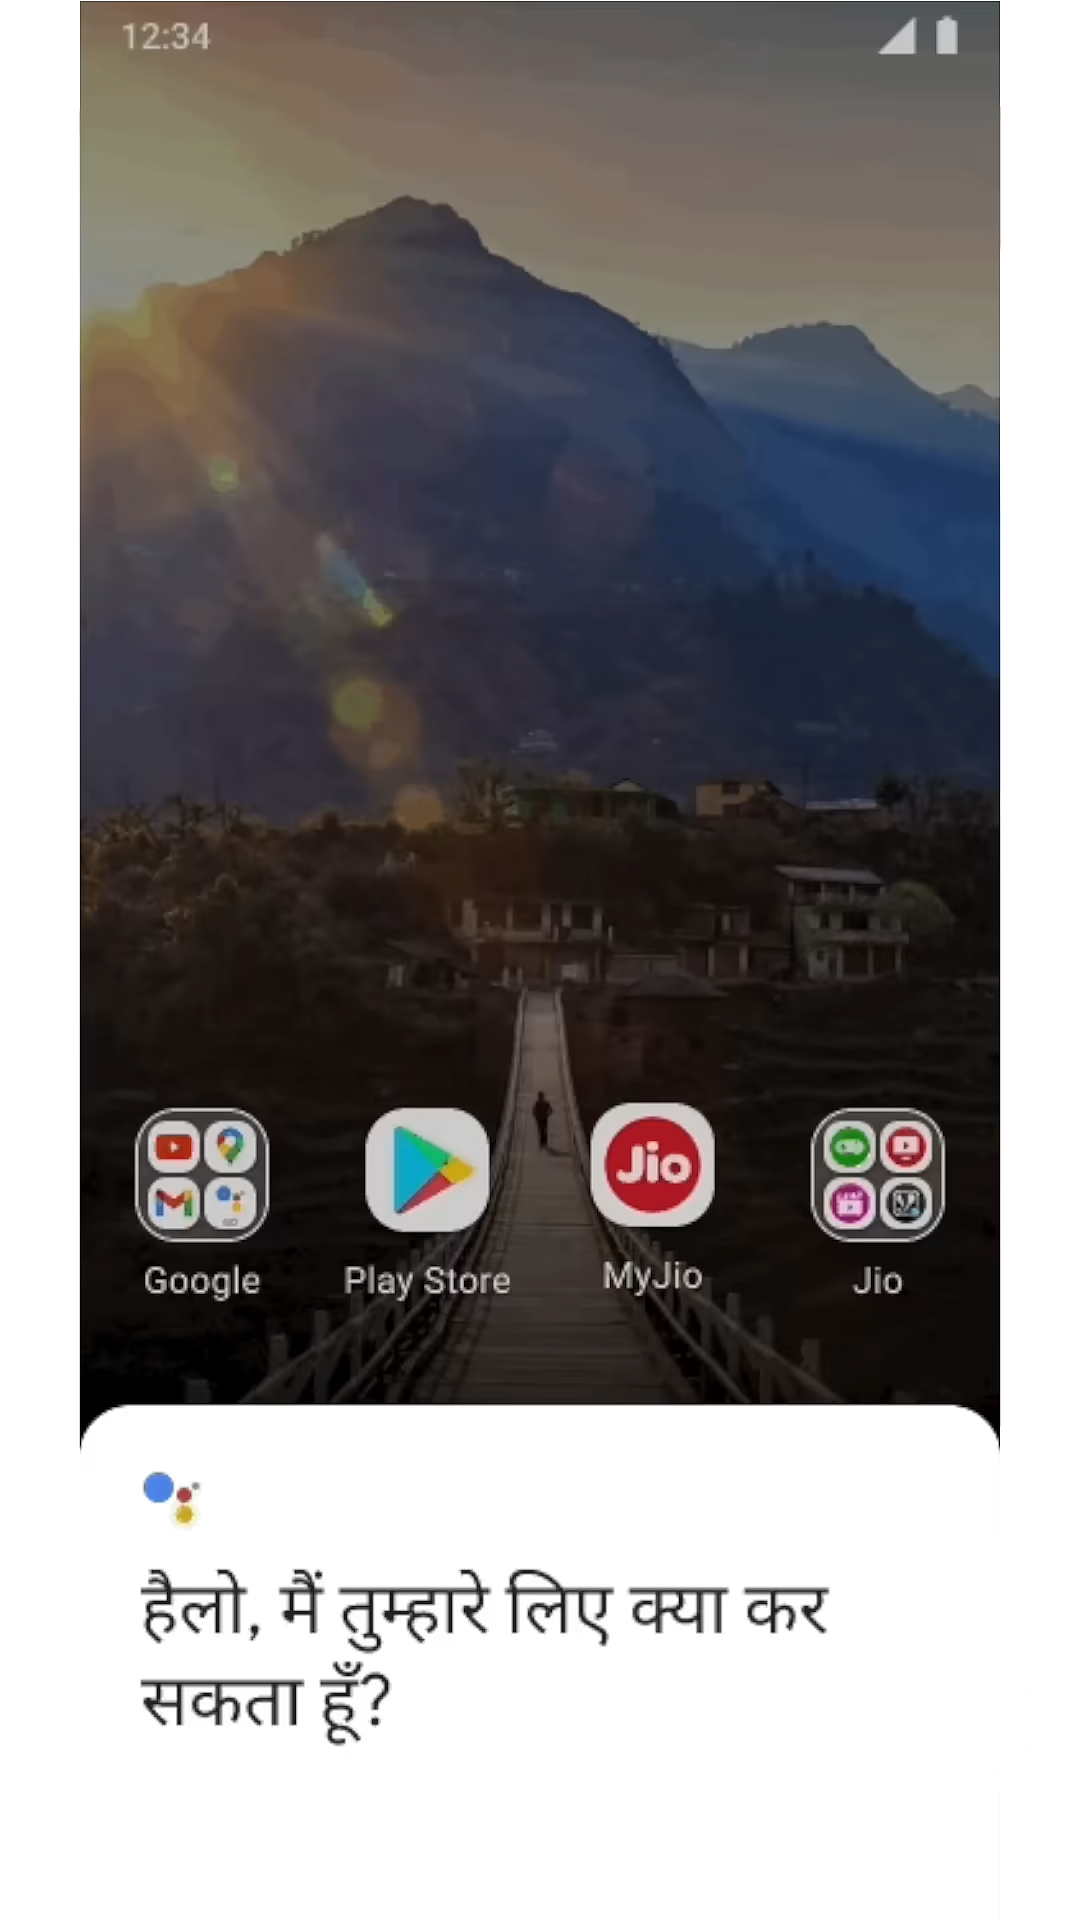 12:34
Jio
Google
Play Store
MyJio
Jio
हैलो, मैं तुम्हारे लिए क्या कर
सकता हूँ?